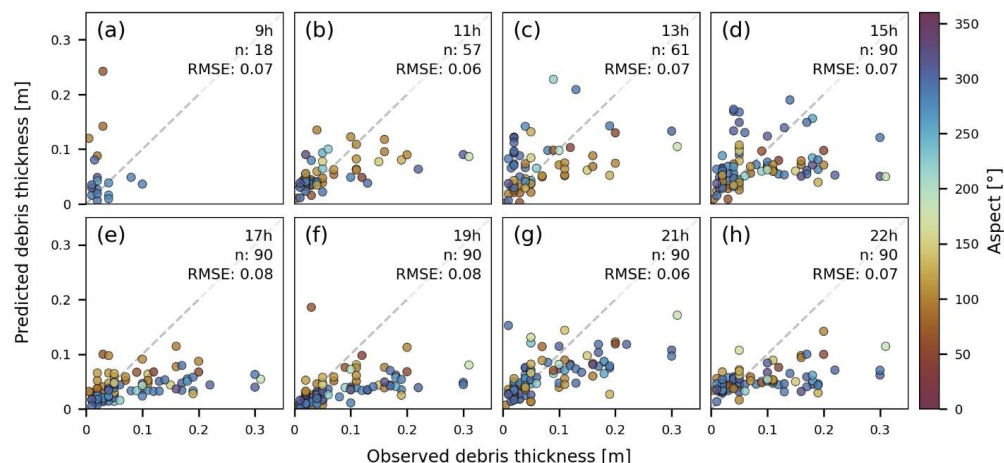 (a)
9h
n: 18
RMSE: 0.07
(b)
11h
n: 57
RMSE: 0.06
(c)
13h
n: 61
RMSE: 0.07
(d)
15h
n: 90
RMSE: 0.07
0.3
0.2
0.1
0
(e)
17h
n: 90
RMSE: 0.08
(f)
19h
n: 90
RMSE: 0.08
(g)
21h
n: 90
RMSE: 0.06
(h)
22h
n: 90
RMSE: 0.07
0.3
0.2
0.1
0
0 0.1 0.2 0.3
0 0.1 0.2 0.3
0 0.1 0.2 0.3
0 0.1 0.2 0.3
Predicted debris thickness [m]
Observed debris thickness [m]
350
300
250
200
150
100
50
0
Aspect [°]